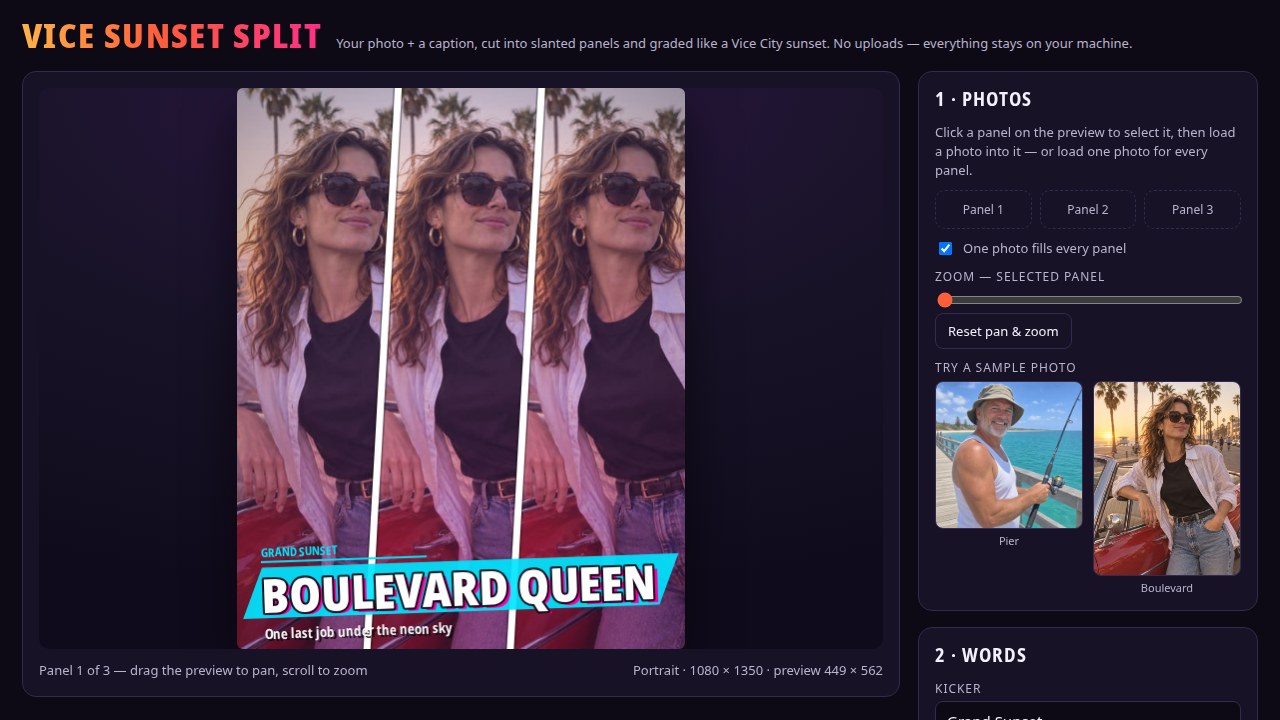 VICE SUNSET SPLIT
Your photo + a caption, cut into slanted panels and graded like a Vice City sunset. No uploads — everything stays on your machine.
GRAND SUNSET
BOULEVARD QUEEN
One last job under the neon sky
Panel 1 of 3 — drag the preview to pan, scroll to zoom
Portrait · 1080 × 1350 · preview 449 × 562
1 · PHOTOS
Click a panel on the preview to select it, then load
a photo into it — or load one photo for every
panel.
Panel 1
Panel 2
Panel 3
One photo fills every panel
ZOOM — SELECTED PANEL
Reset pan & zoom
TRY A SAMPLE PHOTO
Pier
Boulevard
2 · WORDS
KICKER
Grand Sunset